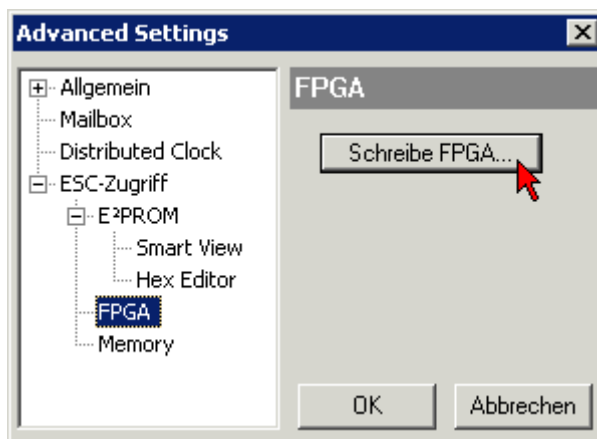 Advanced Settings
Allgemein
Mailbox
Distributed Clock
ESC-Zugriff
E²PROM
Smart View
Hex Editor
FPGA
Memory
FPGA
Schreibe FPGA...
OK
Abbrechen